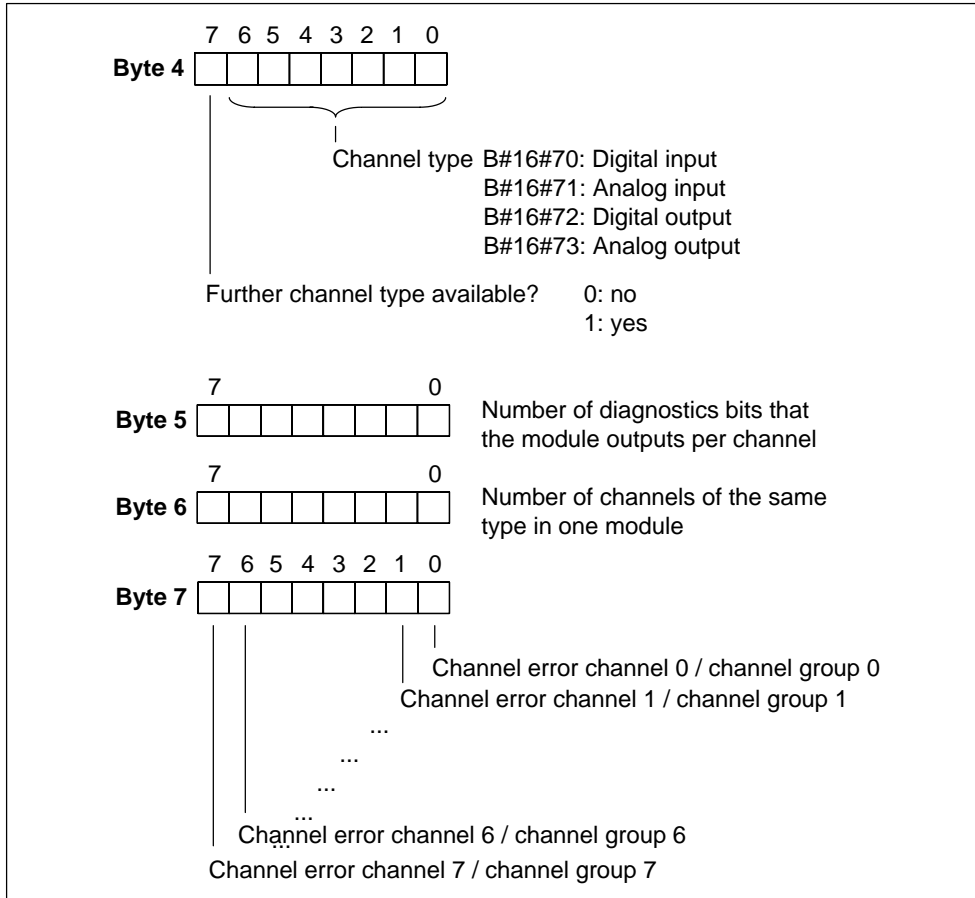 7 6 5 4 3 2 1 0
Byte 4
Channel type B#16#70: Digital input
B#16#71: Analog input
B#16#72: Digital output
B#16#73: Analog output
Further channel type available? 0: no
1: yes
7 0
Byte 5
Number of diagnostics bits that
the module outputs per channel
7 0
Byte 6
Number of channels of the same
type in one module
7 6 5 4 3 2 1 0
Byte 7
Channel error channel 0 / channel group 0
Channel error channel 1 / channel group 1
...
...
...
...
...
Channel error channel 6 / channel group 6
Channel error channel 7 / channel group 7